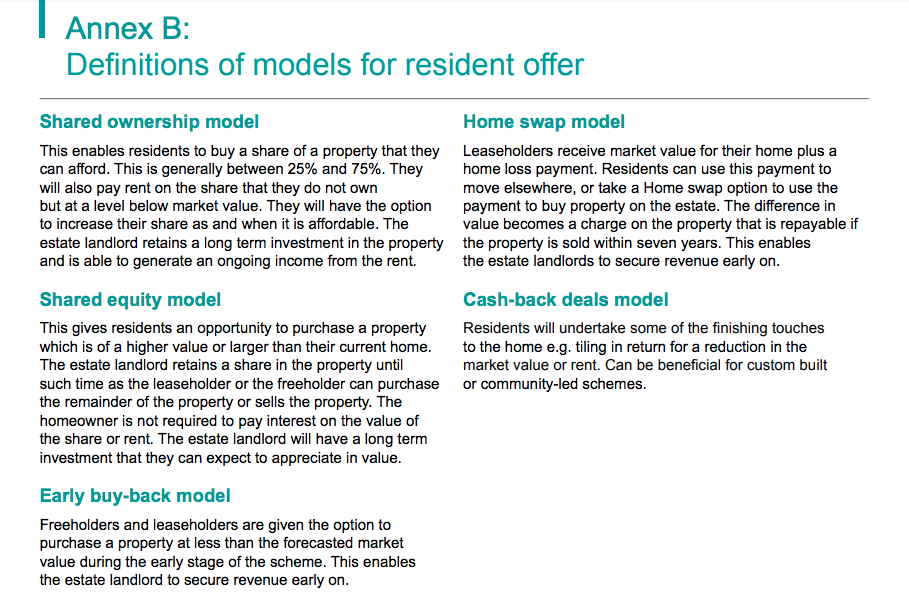 Annex B:
Definitions of models for resident offer
Shared ownership model
This enables residents to buy a share of a property that they
can afford. This is generally between 25% and 75%. They
will also pay rent on the share that they do not own
but at a level below market value. They will have the option
to increase their share as and when it is affordable. The
estate landlord retains a long term investment in the property
and is able to generate an ongoing income from the rent.
Shared equity model
This gives residents an opportunity to purchase a property
which is of a higher value or larger than their current home.
The estate landlord retains a share in the property until
such time as the leaseholder or the freeholder can purchase
the remainder of the property or sells the property. The
homeowner is not required to pay interest on the value of
the share or rent. The estate landlord will have a long term
investment that they can expect to appreciate in value.
Early buy-back model
Freeholders and leaseholders are given the option to
purchase a property at less than the forecasted market
value during the early stage of the scheme. This enables
the estate landlord to secure revenue early on.
Home swap model
Leaseholders receive market value for their home plus a
home loss payment. Residents can use this payment to
move elsewhere, or take a Home swap option to use the
payment to buy property on the estate. The difference in
value becomes a charge on the property that is repayable if
the property is sold within seven years. This enables
the estate landlords to secure revenue early on.
Cash-back deals model
Residents will undertake some of the finishing touches
to the home e.g. tiling in return for a reduction in the
market value or rent. Can be beneficial for custom built
or community-led schemes.